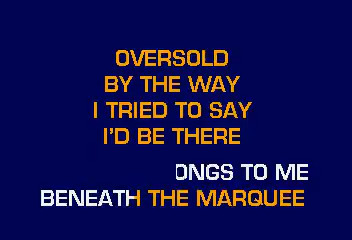 OVERSOLD
BY THE WAY
I TRIED TO SAY
I'D BE THERE
ONGS TO ME
BENEATH THE MARQUEE